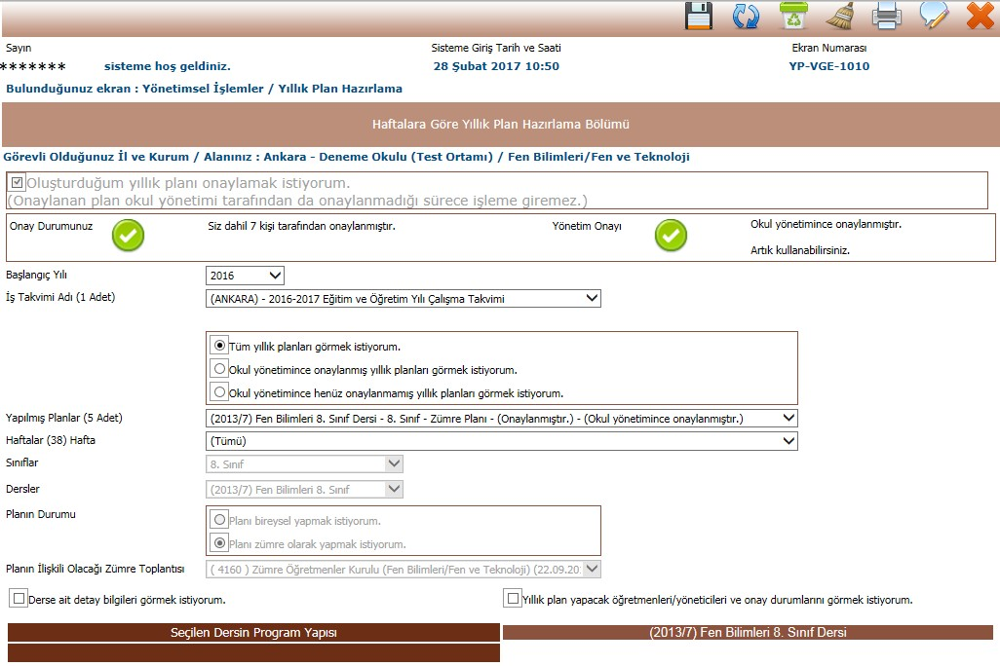 Sayın
Sisteme Giriş Tarih ve Saati
Ekran Numarası
******* sisteme hoş geldiniz.
28 Şubat 2017 10:50
YP-VGE-1010
Bulunduğunuz ekran : Yönetimsel İşlemler / Yıllık Plan Hazırlama
Haftalara Göre Yıllık Plan Hazırlama Bölümü
Görevli Olduğunuz İl ve Kurum / Alanınız : Ankara - Deneme Okulu (Test Ortamı) / Fen Bilimleri/Fen ve Teknoloji
Oluşturduğum yıllık planı onaylamak istiyorum.
(Onaylanan plan okul yönetimi tarafından da onaylanmadığı sürece işleme giremez.)
Onay Durumunuz
Siz dahil 7 kişi tarafından onaylanmıştır.
Yönetim Onayı
Okul yönetimince onaylanmıştır.
Artık kullanabilirsiniz.
Başlangıç Yılı
2016
İş Takvimi Adı (1 Adet)
(ANKARA) - 2016-2017 Eğitim ve Öğretim Yılı Çalışma Takvimi
Tüm yıllık planları görmek istiyorum.
Okul yönetimince onaylanmış yıllık planları görmek istiyorum.
Okul yönetimince henüz onaylanmamış yıllık planları görmek istiyorum.
Yapılmış Planlar (5 Adet)
(2013/7) Fen Bilimleri 8. Sınıf Dersi - 8. Sınıf - Zümre Planı - (Onaylanmıştır.) - (Okul yönetimince onaylanmıştır.)
Haftalar (38) Hafta
(Tümü)
Sınıflar
8. Sınıf
Dersler
(2013/7) Fen Bilimleri 8. Sınıf
Planın Durumu
Planı bireysel yapmak istiyorum.
Planı zümre olarak yapmak istiyorum.
Planın İlişkili Olacağı Zümre Toplantısı
( 4160 ) Zümre Öğretmenler Kurulu (Fen Bilimleri/Fen ve Teknoloji) (22.09.20
Derse ait detay bilgileri görmek istiyorum.
Yıllık plan yapacak öğretmenleri/yöneticileri ve onay durumlarını görmek istiyorum.
Seçilen Dersin Program Yapısı
(2013/7) Fen Bilimleri 8. Sınıf Dersi